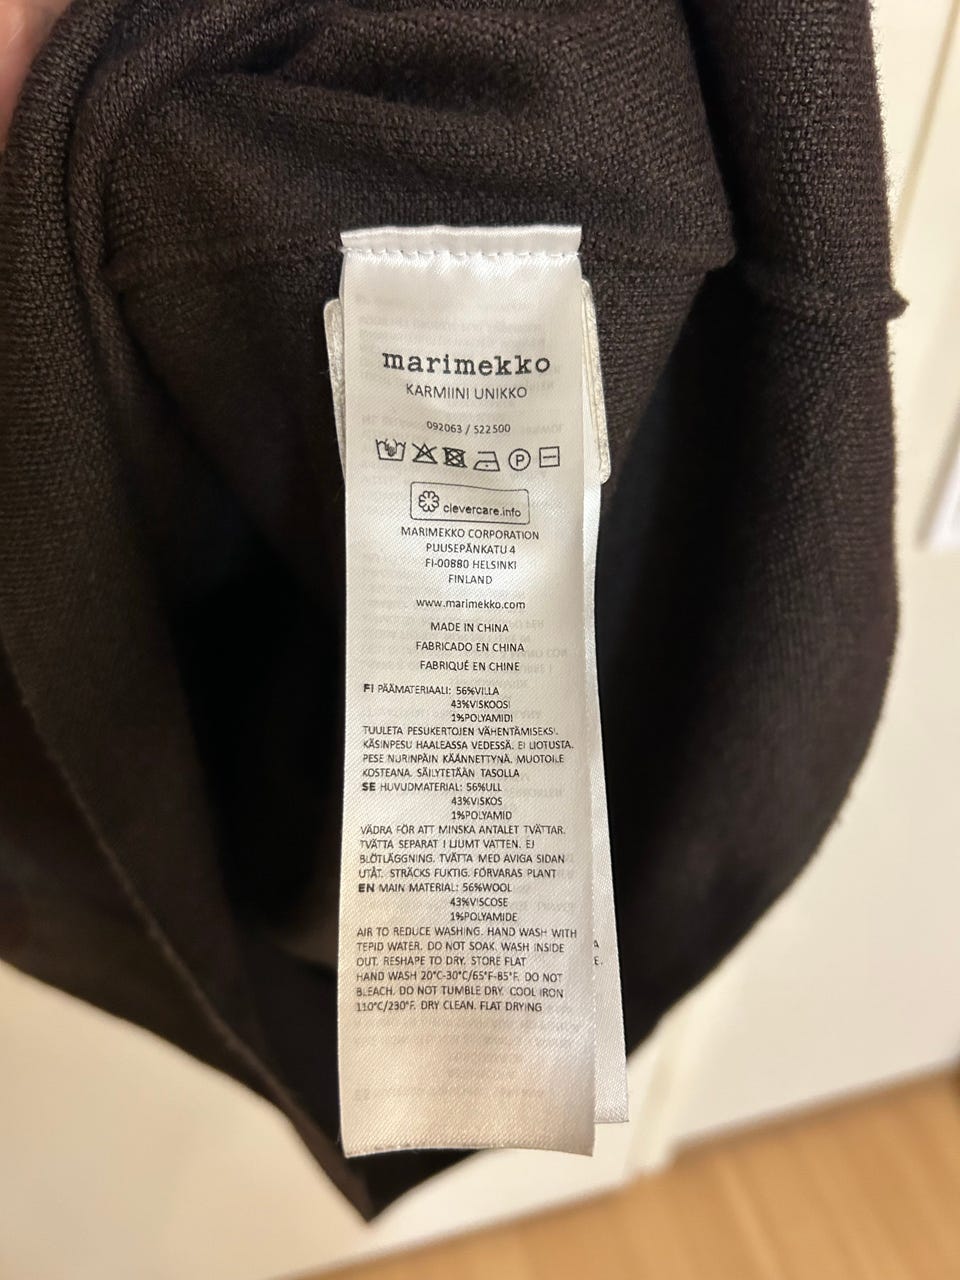 marimekko
KARMIINI UNIKKO
092063 / 522500
P
clevercare.info
MARIMEKKO CORPORATION
PUUSEPÄNKATU 4
FI-00880 HELSINKI
FINLAND
www.marimekko.com
MADE IN CHINA
FABRICADO EN CHINA
FABRIQUÉ EN CHINE
FI PÄÄMATERIAALI: 56%VILLA
43%VISKOOSI
1%POLYAMIDI
TUULETA PESUKERTOJEN VÄHENTÄMISEKSI.
KÄSINPESU HAALEASSA VEDESSÄ. EI LIOTUSTA.
PESE NURINPÄIN KÄÄNNETTYNÄ. MUOTOILE
KOSTEANA. SÄILYTETÄÄN TASOLLA
SE HUVUDMATERIAL: 56%ULL
43%VISKOS
1%POLYAMID
VÄDRA FÖR ATT MINSKA ANTALET TVÄTTAR.
TVÄTTA SEPARAT I LJUMT VATTEN. EJ
BLÖTLÄGGNING. TVÄTTA MED AVIGA SIDAN
UTÅT. STRÄCKS FUKTIG. FÖRVARAS PLANT
EN MAIN MATERIAL: 56%WOOL
43%VISCOSE
1%POLYAMIDE
AIR TO REDUCE WASHING. HAND WASH WITH
TEPID WATER. DO NOT SOAK. WASH INSIDE
OUT. RESHAPE TO DRY. STORE FLAT
HAND WASH 20°C-30°C/65°F-85°F. DO NOT
BLEACH. DO NOT TUMBLE DRY. COOL IRON
110°C/230°F. DRY CLEAN. FLAT DRYING